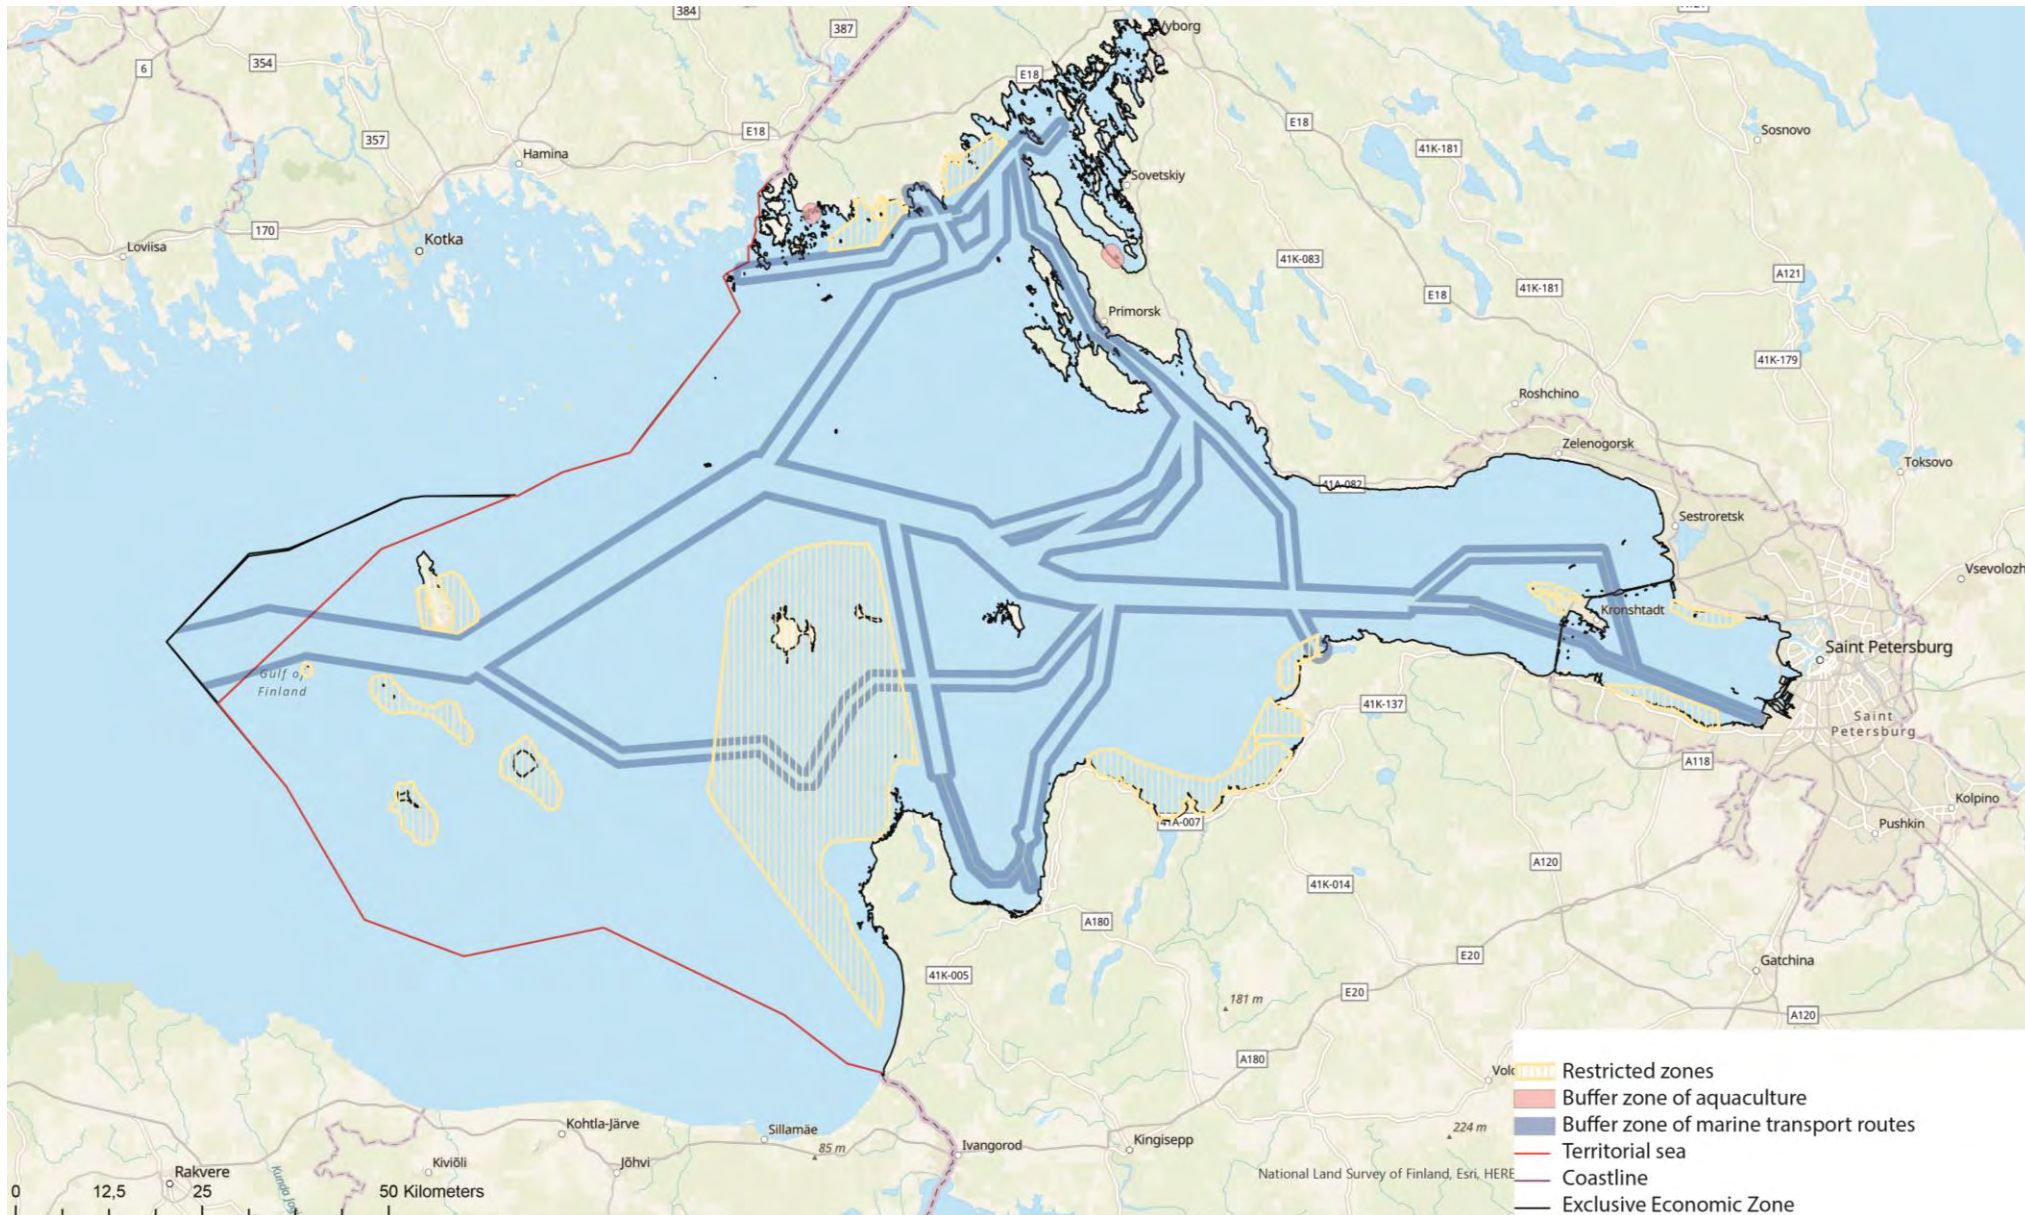 384
387
Vyborg
6
354
E18
E18
E18
357
Sosnovo
Hamina
41K-181
Sovetskiy
170
Kotka
Loviisa
41K-083
A121
E18
41K-181
Primorsk
41K-179
Roshchino
Zelenogorsk
Toksovo
41A-082
Sestroretsk
Vsevolozh
Kronshtadt
Saint Petersburg
Gulf of
Finland
41K-137
Saint
Petersburg
A118
Kolpino
41A-007
Pushkin
A120
41K-014
A180
E20
Gatchina
41K-005
E20
181 m
A120
A180
Volo
Restricted zones
Buffer zone of aquaculture
Kohtla-Järve
Sillamäe
Buffer zone of marine transport routes
224 m
Kingisepp
85 m
Ivangorod
Territorial sea
Kiviõli
Jõhvi
Rakvere
National Land Survey of Finland, Esri, HERE
Coastline
0 12,5 25 50 Kilometers
Exclusive Economic Zone